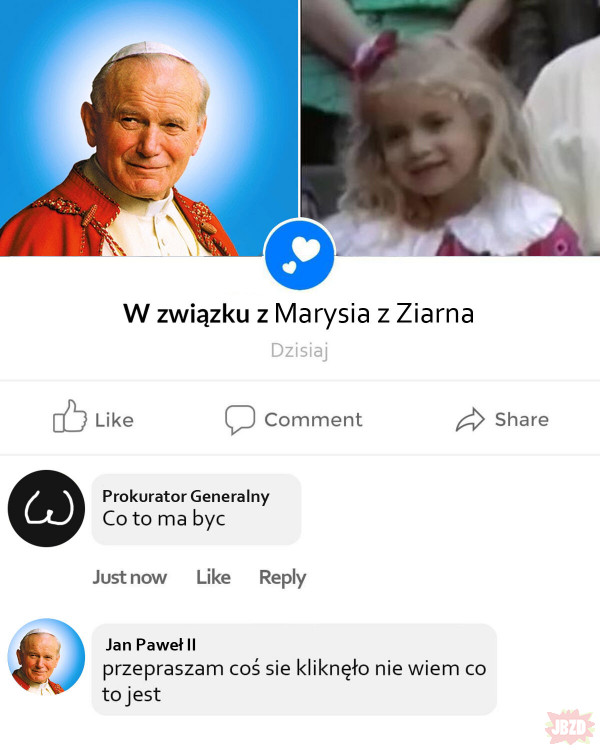 W związku z Marysia z Ziarna
Dzisiaj
Like Comment Share
Prokurator Generalny
Co to ma byc
Just now Like Reply
Jan Paweł II
przepraszam coś sie kliknęło nie wiem co
to jest
JBZD